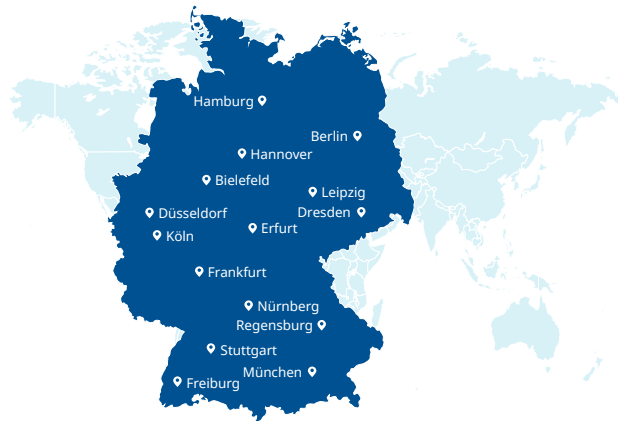 Hamburg
Berlin
Hannover
Bielefeld
Leipzig
Düsseldorf
Dresden
Erfurt
Köln
Frankfurt
Nürnberg
Regensburg
Stuttgart
München
Freiburg